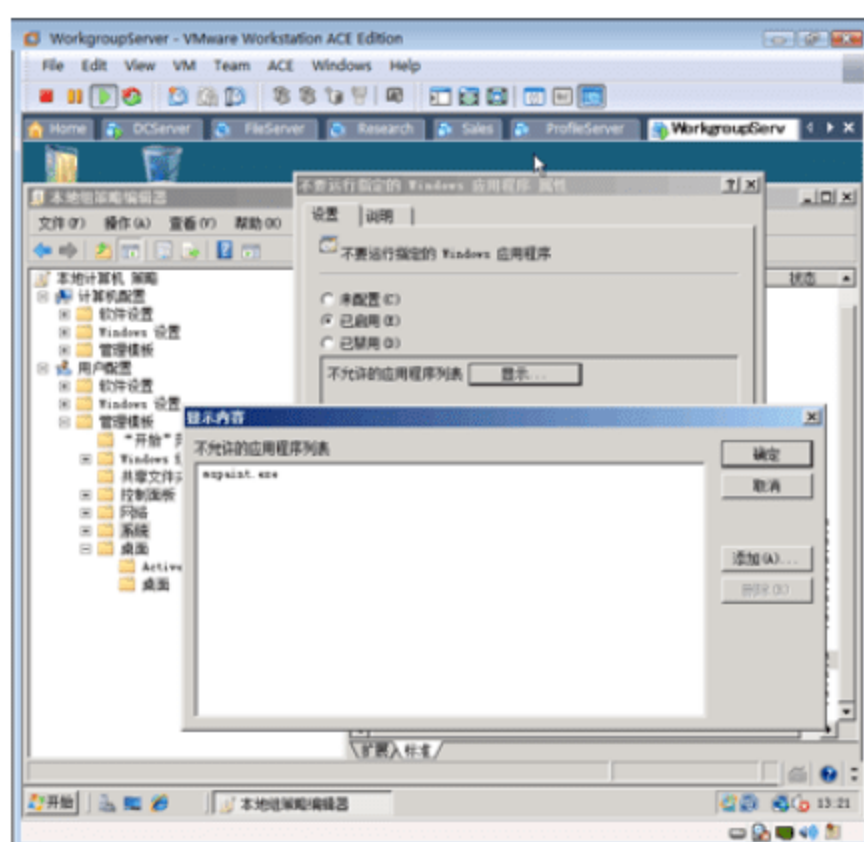 WorkgroupServer - VMware Workstation ACE Edition
File Edit View VM Team ACE Windows Help
Home DCServer FileServer Research Sales ProfileServer WorkgroupServ
本地组策略编辑器
不要运行指定的 Windows 应用程序 属性
文件(F) 操作(A) 查看(V) 帮助(H)
设置 说明
不要运行指定的 Windows 应用程序
本地计算机 策略
计算机配置
软件设置
Windows 设置
管理模板
用户配置
软件设置
Windows 设置
管理模板
"开始"
Windows
共享文件
控制面板
网络
系统
桌面
Active
桌面
状态
未配置(C)
已启用(E)
已禁用(D)
不允许的应用程序列表 显示...
显示内容
不允许的应用程序列表
mspaint.exe
确定
取消
添加(A)...
删除(R)
扩展 标准
开始 本地组策略编辑器 13:21